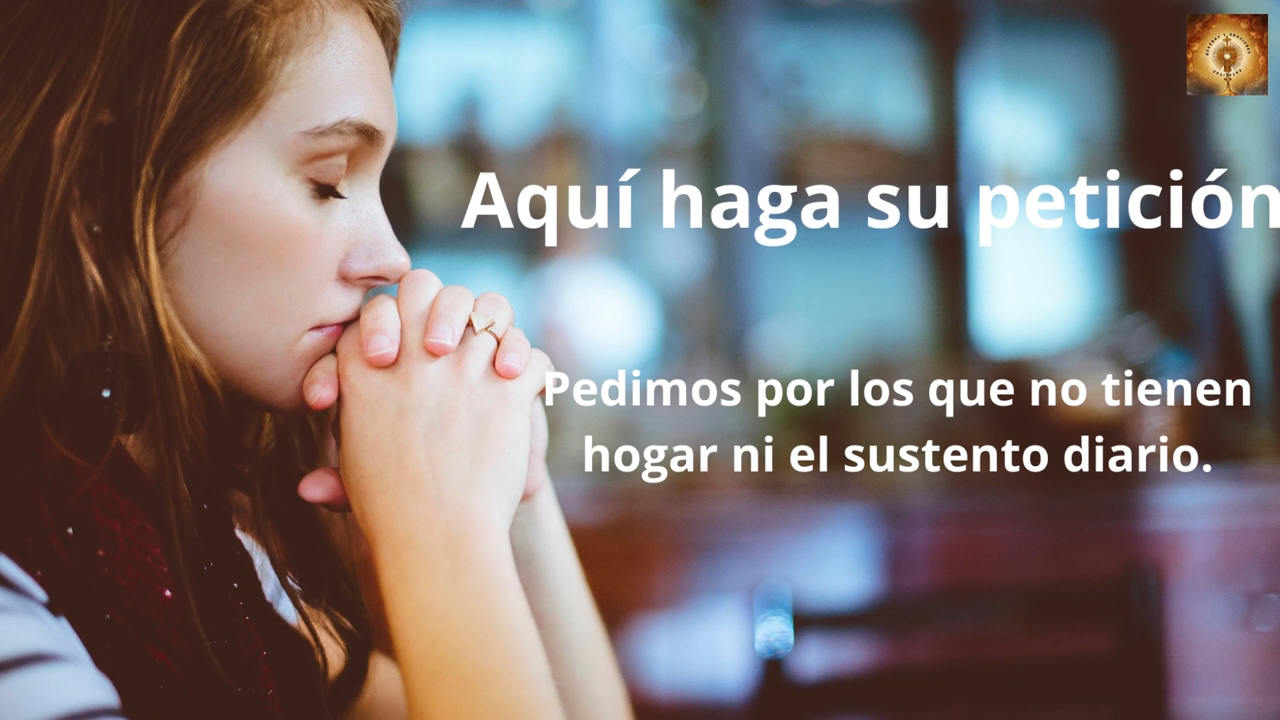 Aquí haga su petición
Pedimos por los que no tienen
hogar ni el sustento diario.